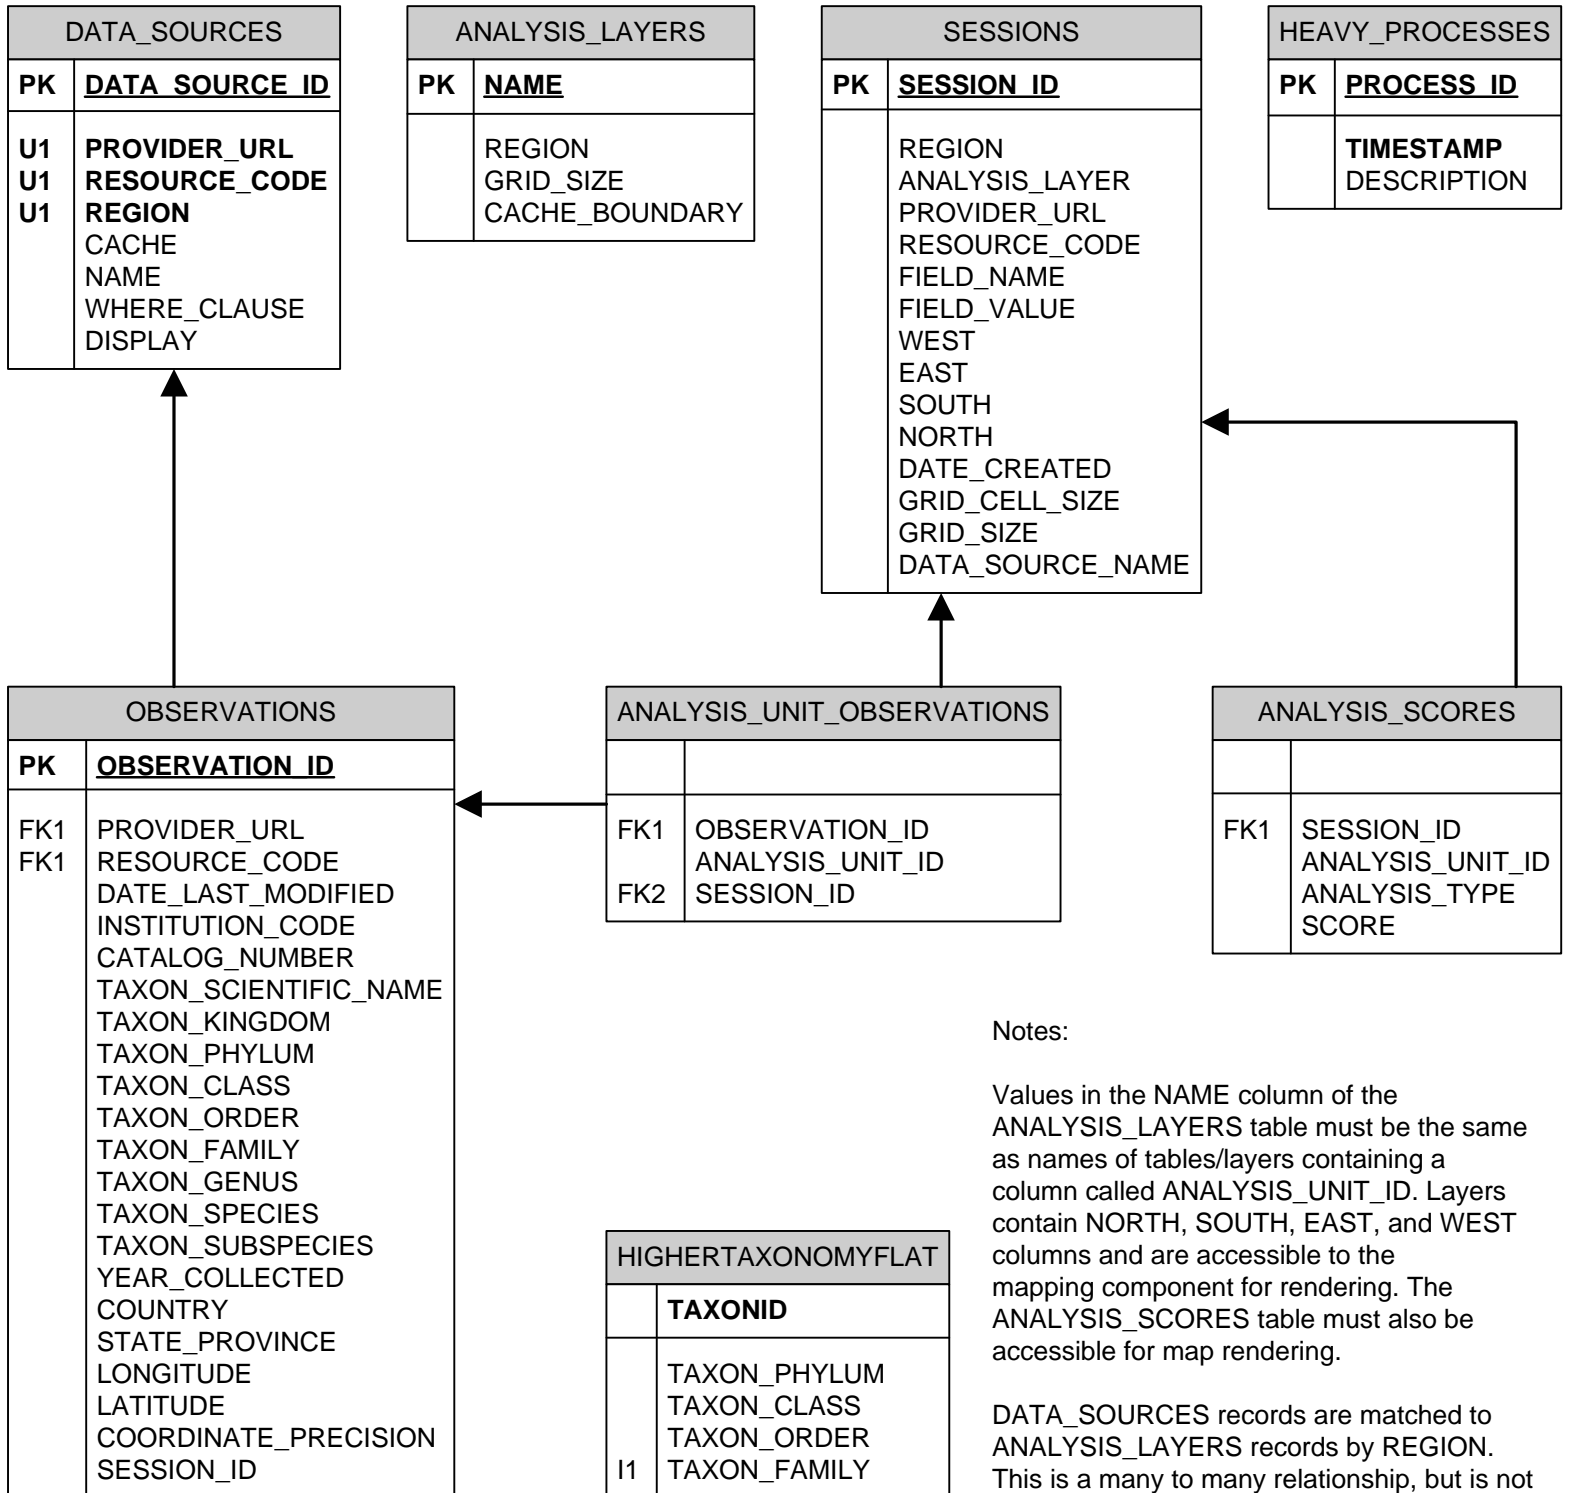 DATA_SOURCES
PK DATA_SOURCE_ID
U1 PROVIDER_URL
U1 RESOURCE_CODE
U1 REGION
CACHE
NAME
WHERE_CLAUSE
DISPLAY
ANALYSIS_LAYERS
PK NAME
REGION
GRID_SIZE
CACHE_BOUNDARY
SESSIONS
PK SESSION_ID
REGION
ANALYSIS_LAYER
PROVIDER_URL
RESOURCE_CODE
FIELD_NAME
FIELD_VALUE
WEST
EAST
SOUTH
NORTH
DATE_CREATED
GRID_CELL_SIZE
GRID_SIZE
DATA_SOURCE_NAME
HEAVY_PROCESSES
PK PROCESS_ID
TIMESTAMP
DESCRIPTION
OBSERVATIONS
PK OBSERVATION_ID
FK1 PROVIDER_URL
FK1 RESOURCE_CODE
DATE_LAST_MODIFIED
INSTITUTION_CODE
CATALOG_NUMBER
TAXON_SCIENTIFIC_NAME
TAXON_KINGDOM
TAXON_PHYLUM
TAXON_CLASS
TAXON_ORDER
TAXON_FAMILY
TAXON_GENUS
TAXON_SPECIES
TAXON_SUBSPECIES
YEAR_COLLECTED
COUNTRY
STATE_PROVINCE
LONGITUDE
LATITUDE
COORDINATE_PRECISION
SESSION_ID
ANALYSIS_UNIT_OBSERVATIONS
FK1 OBSERVATION_ID
ANALYSIS_UNIT_ID
FK2 SESSION_ID
ANALYSIS_SCORES
FK1 SESSION_ID
ANALYSIS_UNIT_ID
ANALYSIS_TYPE
SCORE
HIGHERTAXONOMYFLAT
TAXONID
TAXON_PHYLUM
TAXON_CLASS
TAXON_ORDER
I1 TAXON_FAMILY
Notes:
Values in the NAME column of the
ANALYSIS_LAYERS table must be the same
as names of tables/layers containing a
column called ANALYSIS_UNIT_ID. Layers
contain NORTH, SOUTH, EAST, and WEST
columns and are accessible to the
mapping component for rendering. The
ANALYSIS_SCORES table must also be
accessible for map rendering.
DATA_SOURCES records are matched to
ANALYSIS_LAYERS records by REGION.
This is a many to many relationship, but is not